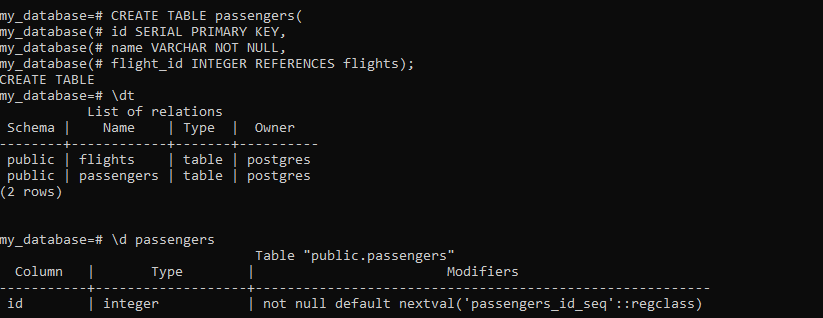 my_database=# CREATE TABLE passengers(
my_database(# id SERIAL PRIMARY KEY,
my_database(# name VARCHAR NOT NULL,
my_database(# flight_id INTEGER REFERENCES flights);
CREATE TABLE
my_database=# \dt
           List of relations
 Schema |    Name    | Type  |  Owner
--------+------------+-------+----------
 public | flights    | table | postgres
 public | passengers | table | postgres
(2 rows)


my_database=# \d passengers
                                Table "public.passengers"
  Column   |       Type        |                        Modifiers
-----------+-------------------+---------------------------------------------------------
 id        | integer           | not null default nextval('passengers_id_seq'::regclass)